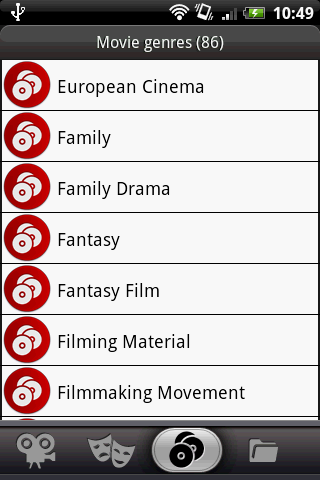 10:49
Movie genres (86)
European Cinema
Family
Family Drama
Fantasy
Fantasy Film
Filming Material
Filmmaking Movement